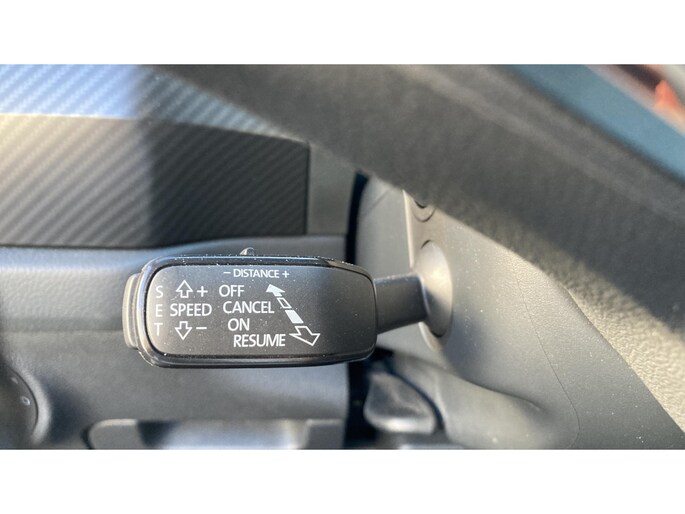 – DISTANCE +
S ⇧ + OFF
E SPEED CANCEL
T ⇩ – ON
RESUME